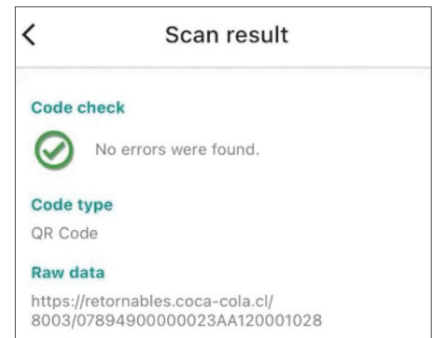 Scan result
Code check
No errors were found.
Code type
QR Code
Raw data
https://retornables.coca-cola.cl/
8003/07894900000023AA120001028